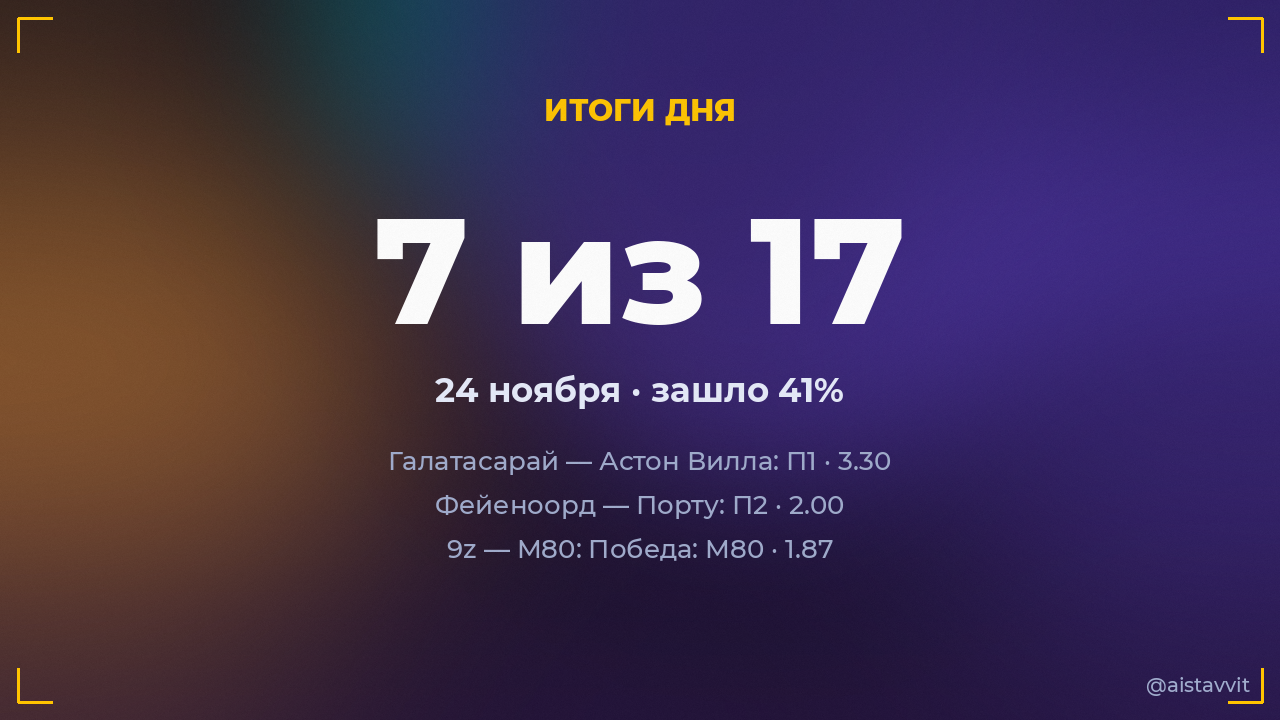 ИТОГИ ДНЯ
7 из 17
24 ноября · зашло 41%
Галатасарай — Астон Вилла: П1 · 3.30
Фейеноорд — Порту: П2 · 2.00
9z — M80: Победа: M80 · 1.87
@aistavvit